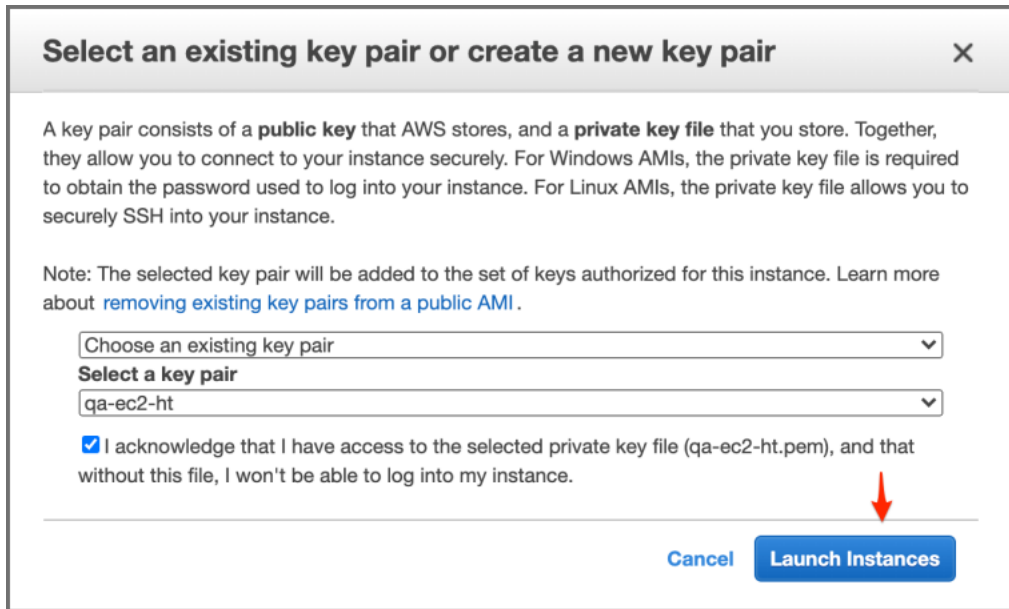 Select an existing key pair or create a new key pair
A key pair consists of a public key that AWS stores, and a private key file that you store. Together,
they allow you to connect to your instance securely. For Windows AMIs, the private key file is required
to obtain the password used to log into your instance. For Linux AMIs, the private key file allows you to
securely SSH into your instance.
Note: The selected key pair will be added to the set of keys authorized for this instance. Learn more
about removing existing key pairs from a public AMI .
Choose an existing key pair
Select a key pair
qa-ec2-ht
I acknowledge that I have access to the selected private key file (qa-ec2-ht.pem), and that
without this file, I won't be able to log into my instance.
Cancel Launch Instances